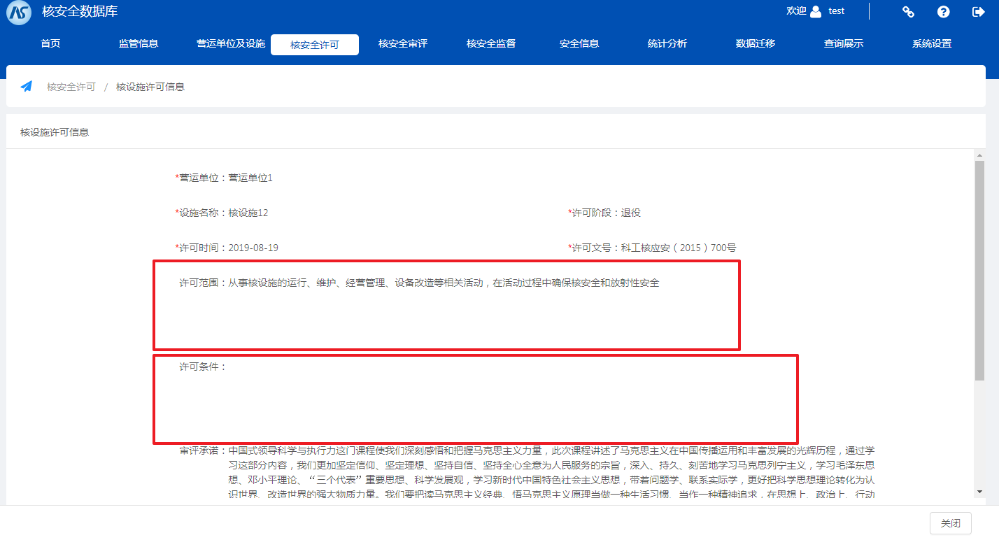 核安全数据库
欢迎 test
首页 监管信息 营运单位及设施 核安全许可 核安全审评 核安全监督 安全信息 统计分析 数据迁移 查询展示 系统设置
核安全许可 / 核设施许可信息
核设施许可信息
*营运单位：营运单位1
*设施名称：核设施12 *许可阶段：退役
*许可时间：2019-08-19 *许可文号：科工核应安（2015）700号
许可范围：从事核设施的运行、维护、经营管理、设备改造等相关活动，在活动过程中确保核安全和放射性安全
许可条件：
审评承诺：中国式领导科学与执行力这门课程使我们深刻感悟和把握马克思主义力量，此次课程讲述了马克思主义在中国传播运用和丰富发展的光辉历程，通过学
习这部分内容，我们更加坚定信仰、坚定理想、坚持自信、坚持全心全意为人民服务的宗旨，深入、持久、刻苦地学习马克思列宁主义，学习毛泽东思
想、邓小平理论、“三个代表”重要思想、科学发展观，学习新时代中国特色社会主义思想，带着问题学、联系实际学，更好把科学思想理论转化为认
识世界、改造世界的强大物质力量。我们要把读马克思主义经典、悟马克思主义原理当做一种生活习惯、当作一种精神追求，在思想上、政治上、行动
关闭